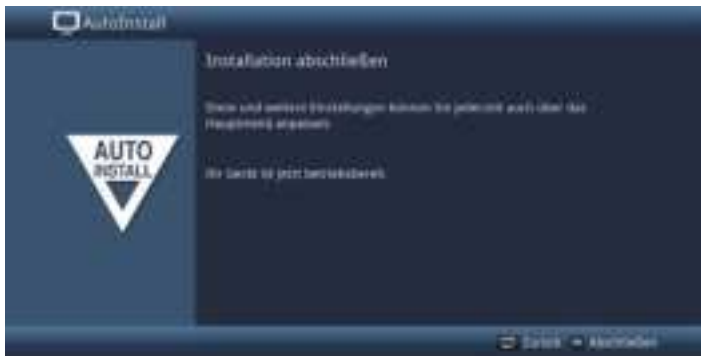 AutoInstall
Installation abschließen
Diese und weitere Einstellungen können Sie jederzeit auch über das
Hauptmenü anpassen.
AUTO
INSTALL
Ihr Gerät ist jetzt betriebsbereit.
Zurück Abschließen